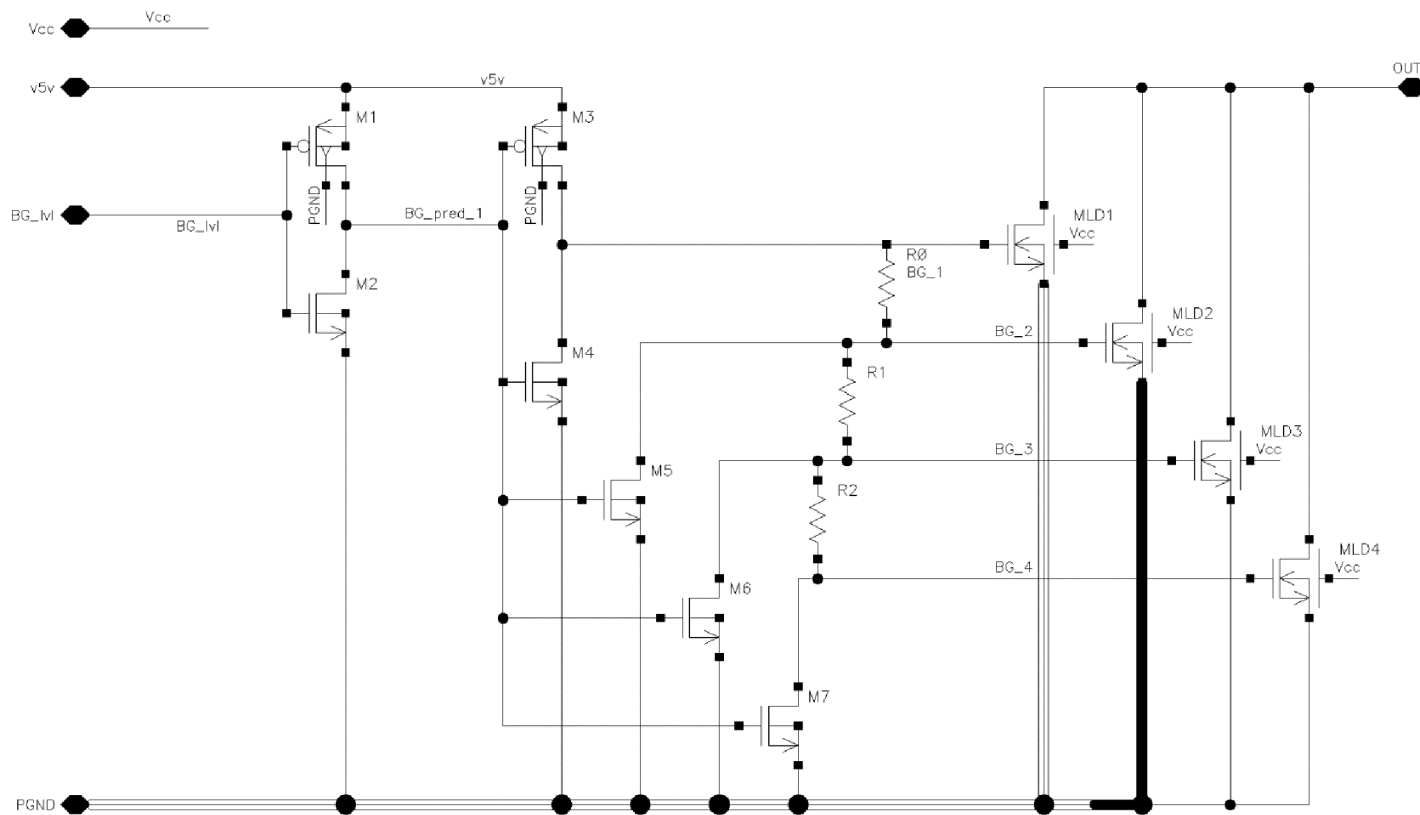 Vcc
Vcc
OUT
v5v
v5v
M1
M3
PGND
PGND
BG_lvl
BG_lvl
BG_pred_1
MLD1
Vcc
RØ
BG_1
M2
MLD2
Vcc
BG_2
M4
R1
MLD3
Vcc
BG_3
M5
R2
MLD4
Vcc
BG_4
M6
M7
PGND